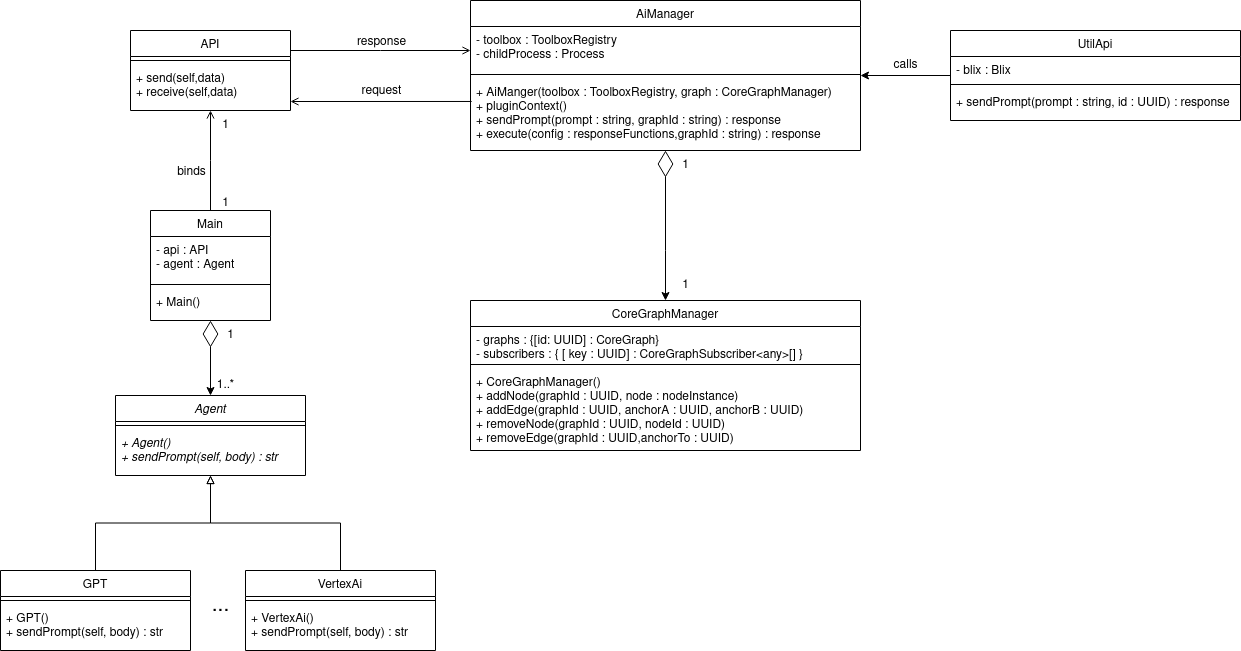 AiManager
- toolbox : ToolboxRegistry
- childProcess : Process
+ AiManger(toolbox : ToolboxRegistry, graph : CoreGraphManager)
+ pluginContext()
+ sendPrompt(prompt : string, graphId : string) : response
+ execute(config : responseFunctions,graphId : string) : response
API
+ send(self,data)
+ receive(self,data)
response
request
UtilApi
- blix : Blix
+ sendPrompt(prompt : string, id : UUID) : response
calls
1
binds
1
1
1
Main
- api : API
- agent : Agent
+ Main()
1
1..*
CoreGraphManager
- graphs : {[id: UUID] : CoreGraph}
- subscribers : { [ key : UUID] : CoreGraphSubscriber<any>[] }
+ CoreGraphManager()
+ addNode(graphId : UUID, node : nodeInstance)
+ addEdge(graphId : UUID, anchorA : UUID, anchorB : UUID)
+ removeNode(graphId : UUID, nodeId : UUID)
+ removeEdge(graphId : UUID,anchorTo : UUID)
Agent
+ Agent()
+ sendPrompt(self, body) : str
GPT
+ GPT()
+ sendPrompt(self, body) : str
...
VertexAi
+ VertexAi()
+ sendPrompt(self, body) : str